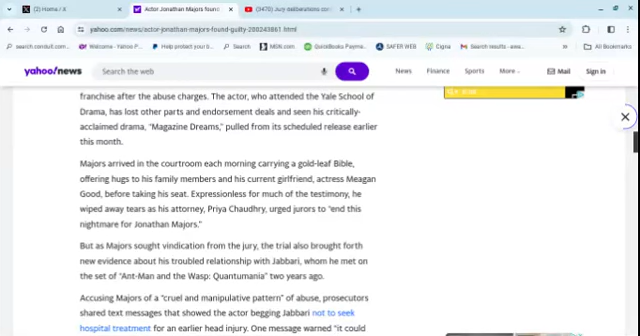 (2) Home / X
Actor Jonathan Majors foun
(3470) Jury deliberations con
yahoo.com/news/actor-jonathan-majors-found-guilty-200243861.html
search.conduit.com
Welcome - Yahoo P
Help protect your b
Search
MSN.com
QuickBooks Payme
SAFER WEB
Cigna
Search results - ewe
All Bookmarks
yahoo/news
Search the web
News
Finance
Sports
More
Mail
Sign in
franchise after the abuse charges. The actor, who attended the Yale School of
Drama, has lost other parts and endorsement deals and seen his critically-
acclaimed drama, "Magazine Dreams," pulled from its scheduled release earlier
this month.
Majors arrived in the courtroom each morning carrying a gold-leaf Bible,
offering hugs to his family members and his current girlfriend, actress Meagan
Good, before taking his seat. Expressionless for much of the testimony, he
wiped away tears as his attorney, Priya Chaudhry, urged jurors to "end this
nightmare for Jonathan Majors."
But as Majors sought vindication from the jury, the trial also brought forth
new evidence about his troubled relationship with Jabbari, whom he met on
the set of "Ant-Man and the Wasp: Quantumania" two years ago.
Accusing Majors of a "cruel and manipulative pattern" of abuse, prosecutors
shared text messages that showed the actor begging Jabbari not to seek
hospital treatment for an earlier head injury. One message warned "it could